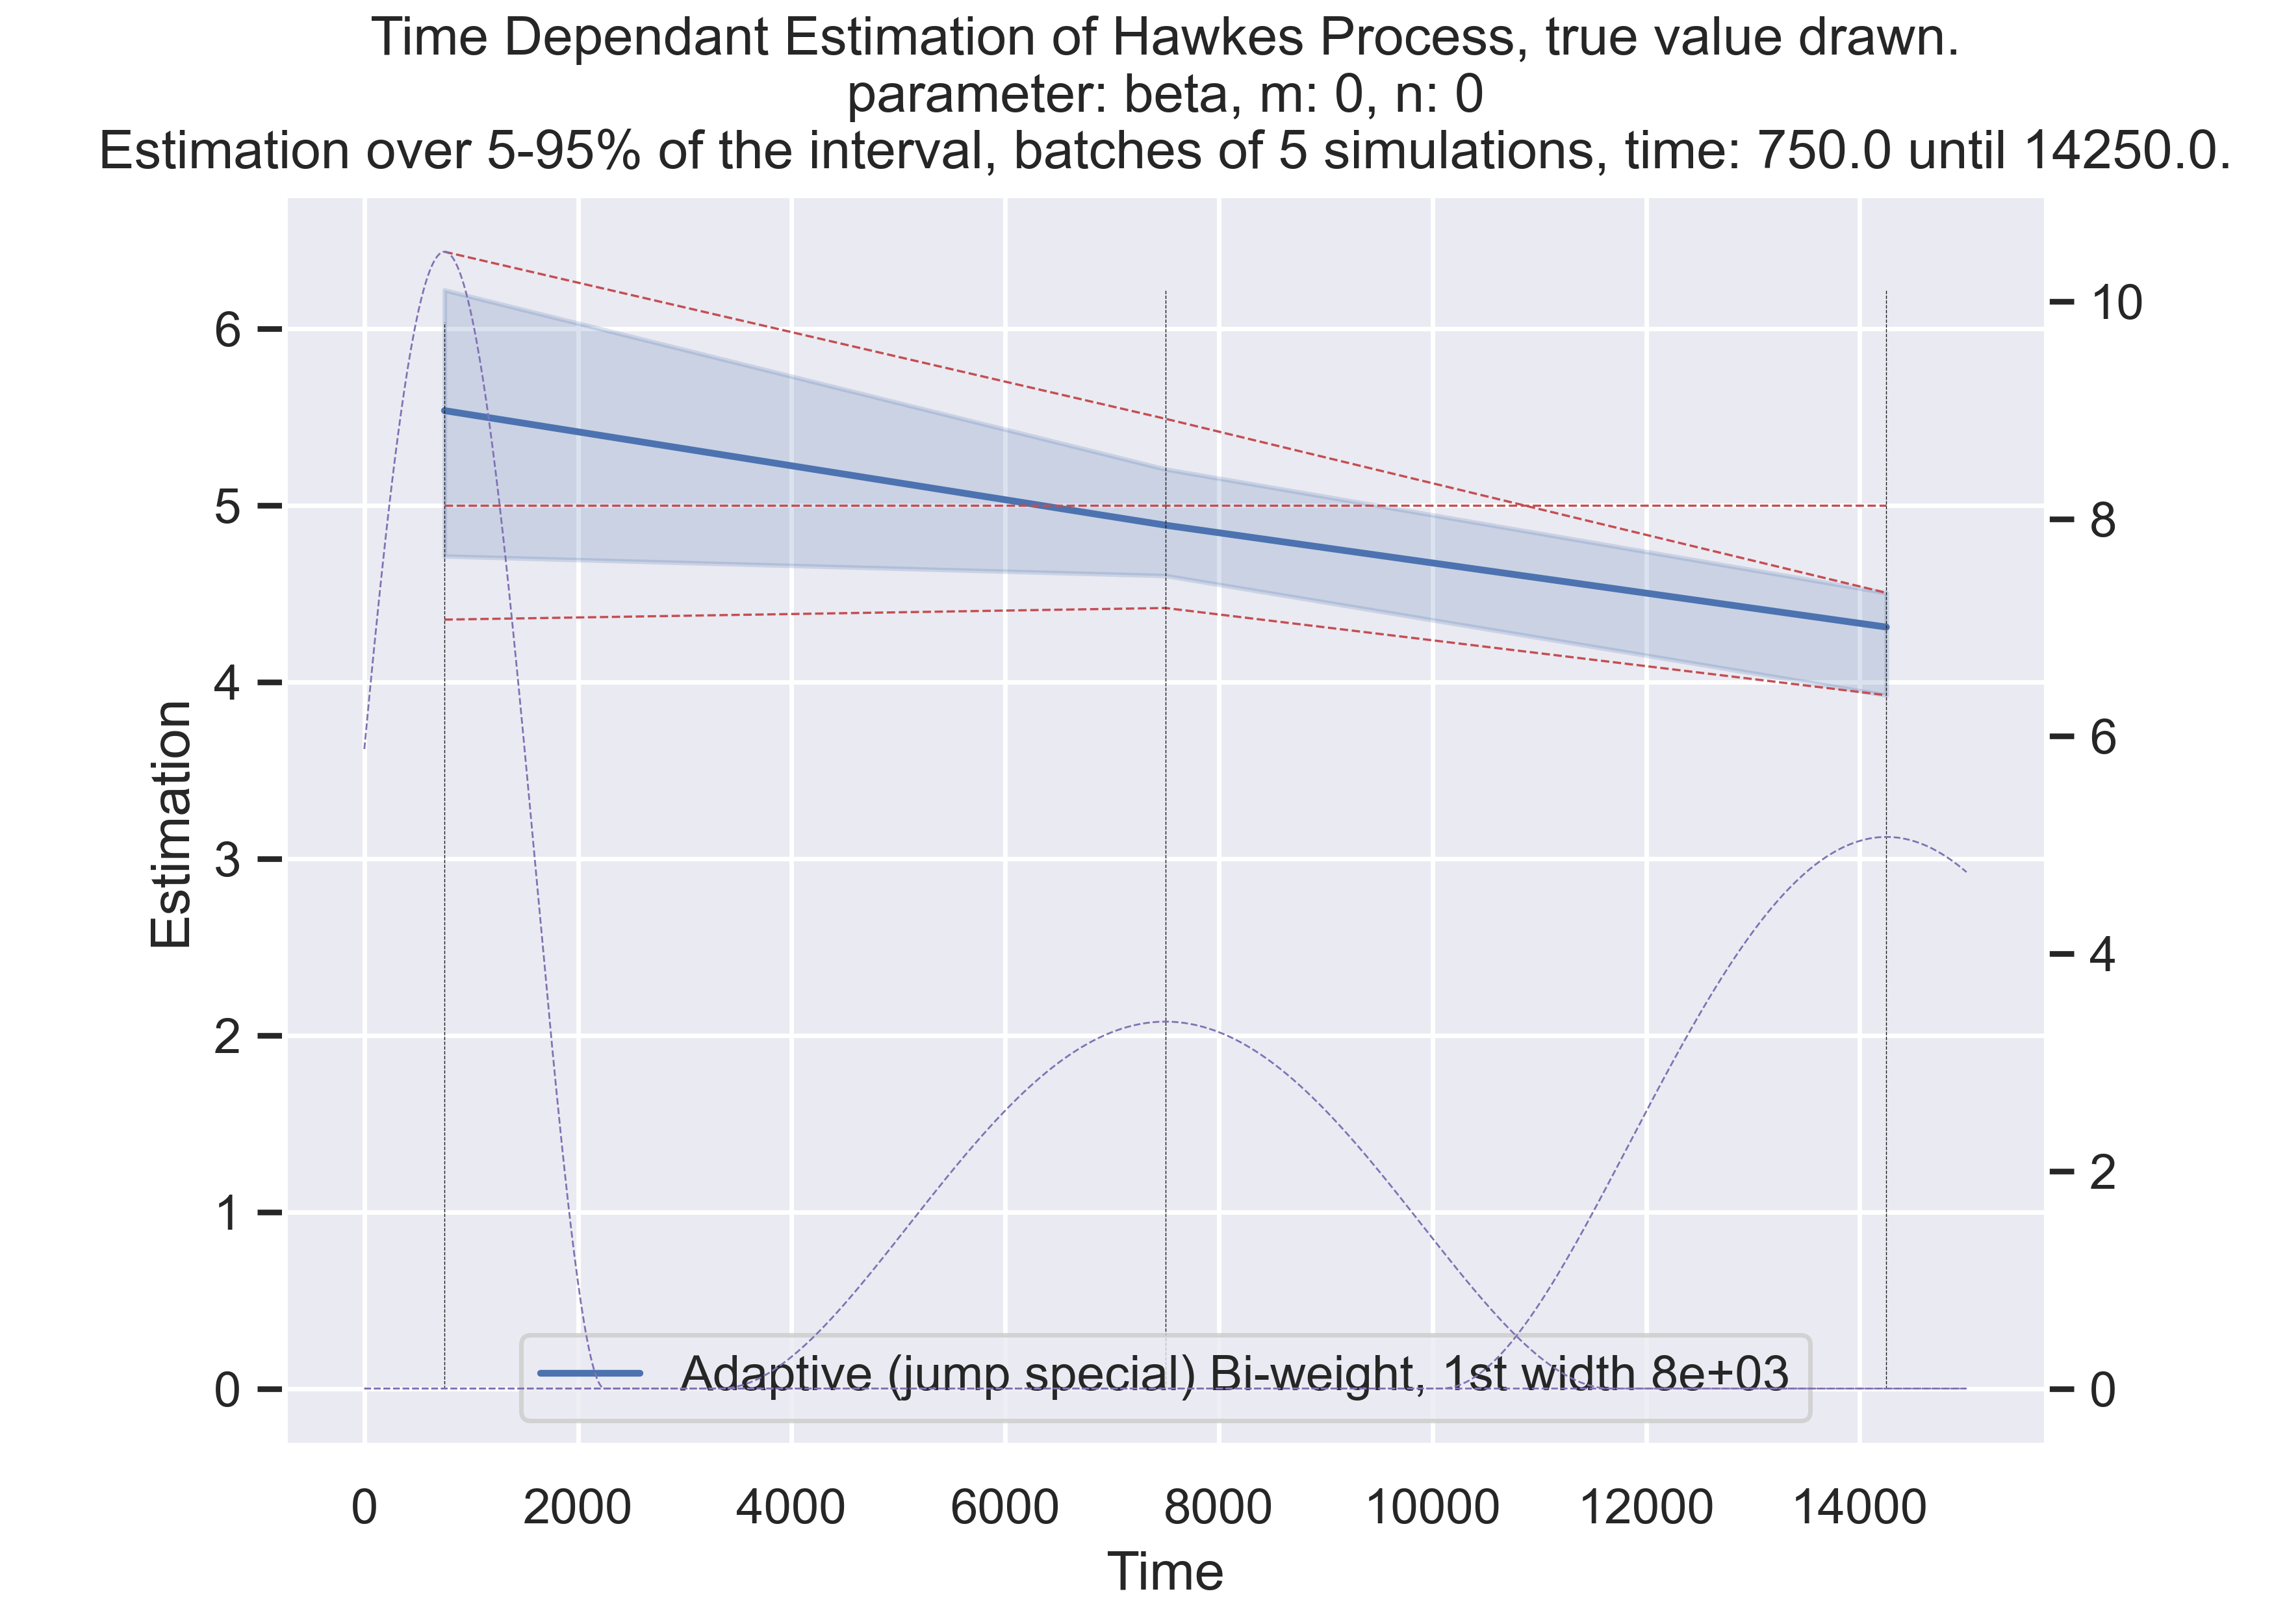 Time Dependant Estimation of Hawkes Process, true value drawn.
parameter: beta, m: 0, n: 0
Estimation over 5-95% of the interval, batches of 5 simulations, time: 750.0 until 14250.0.
6
5
4
3
2
1
0
Estimation
10
8
6
4
2
0
Adaptive (jump special) Bi-weight, 1st width 8e+03
0 2000 4000 6000 8000 10000 12000 14000
Time